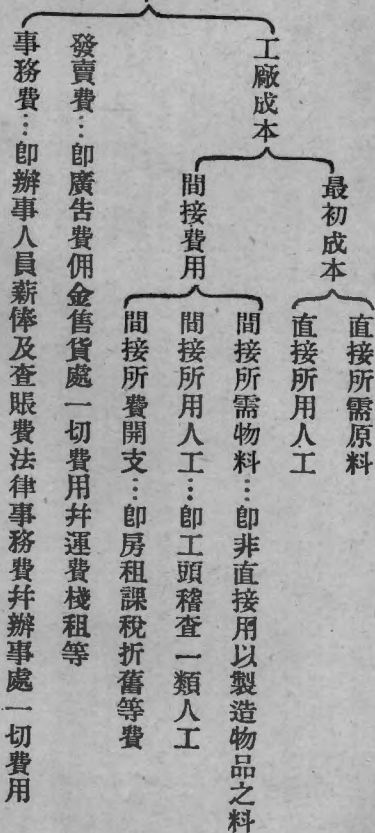 工廠成本
最初成本
直接所需原料
直接所用人工
間接費用
間接所需物料…卽非直接用以製造物品之料
間接所用人工…卽工頭稽查一類人工
間接所費開支…卽房租課稅折舊等費
發賣費…卽廣告費佣金售貨處一切費用幷運費棧租等
事務費…卽辦事人員薪俸及查賬費法律事務費幷辦事處一切費用